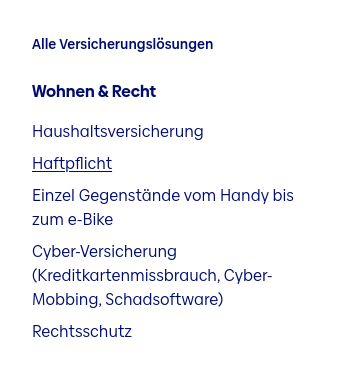 Alle Versicherungslösungen
Wohnen & Recht
Haushaltsversicherung
Haftpflicht
Einzel Gegenstände vom Handy bis
zum e-Bike
Cyber-Versicherung
(Kreditkartenmissbrauch, Cyber-
Mobbing, Schadsoftware)
Rechtsschutz